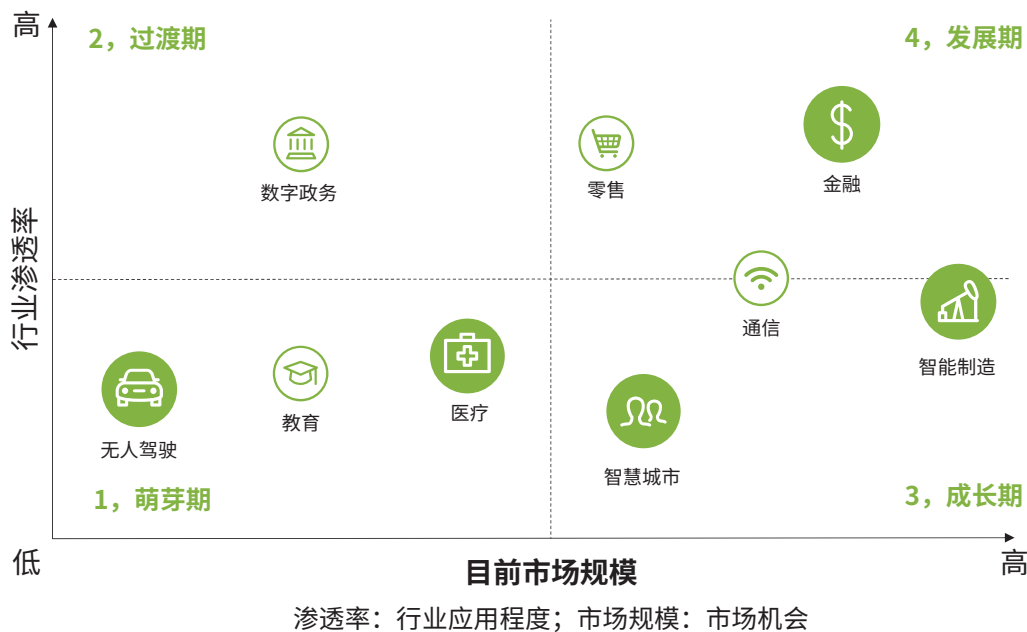 高
2，过渡期
4，发展期
数字政务
零售
金融
行业渗透率
通信
智能制造
无人驾驶
教育
医疗
智慧城市
1，萌芽期
3，成长期
低
目前市场规模
高
渗透率：行业应用程度；市场规模：市场机会